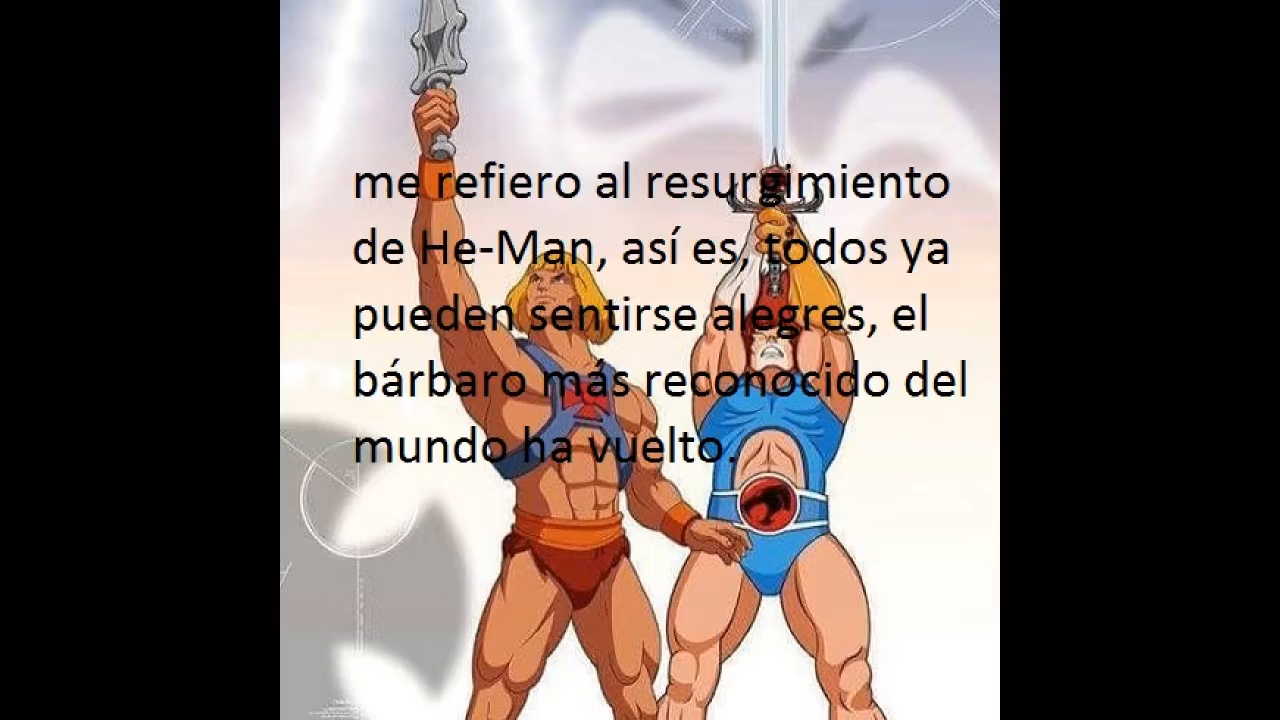 me refiero al resurgimiento
de He-Man, así es, todos ya
pueden sentirse alegres, el
bárbaro más reconocido del
mundo ha vuelto.